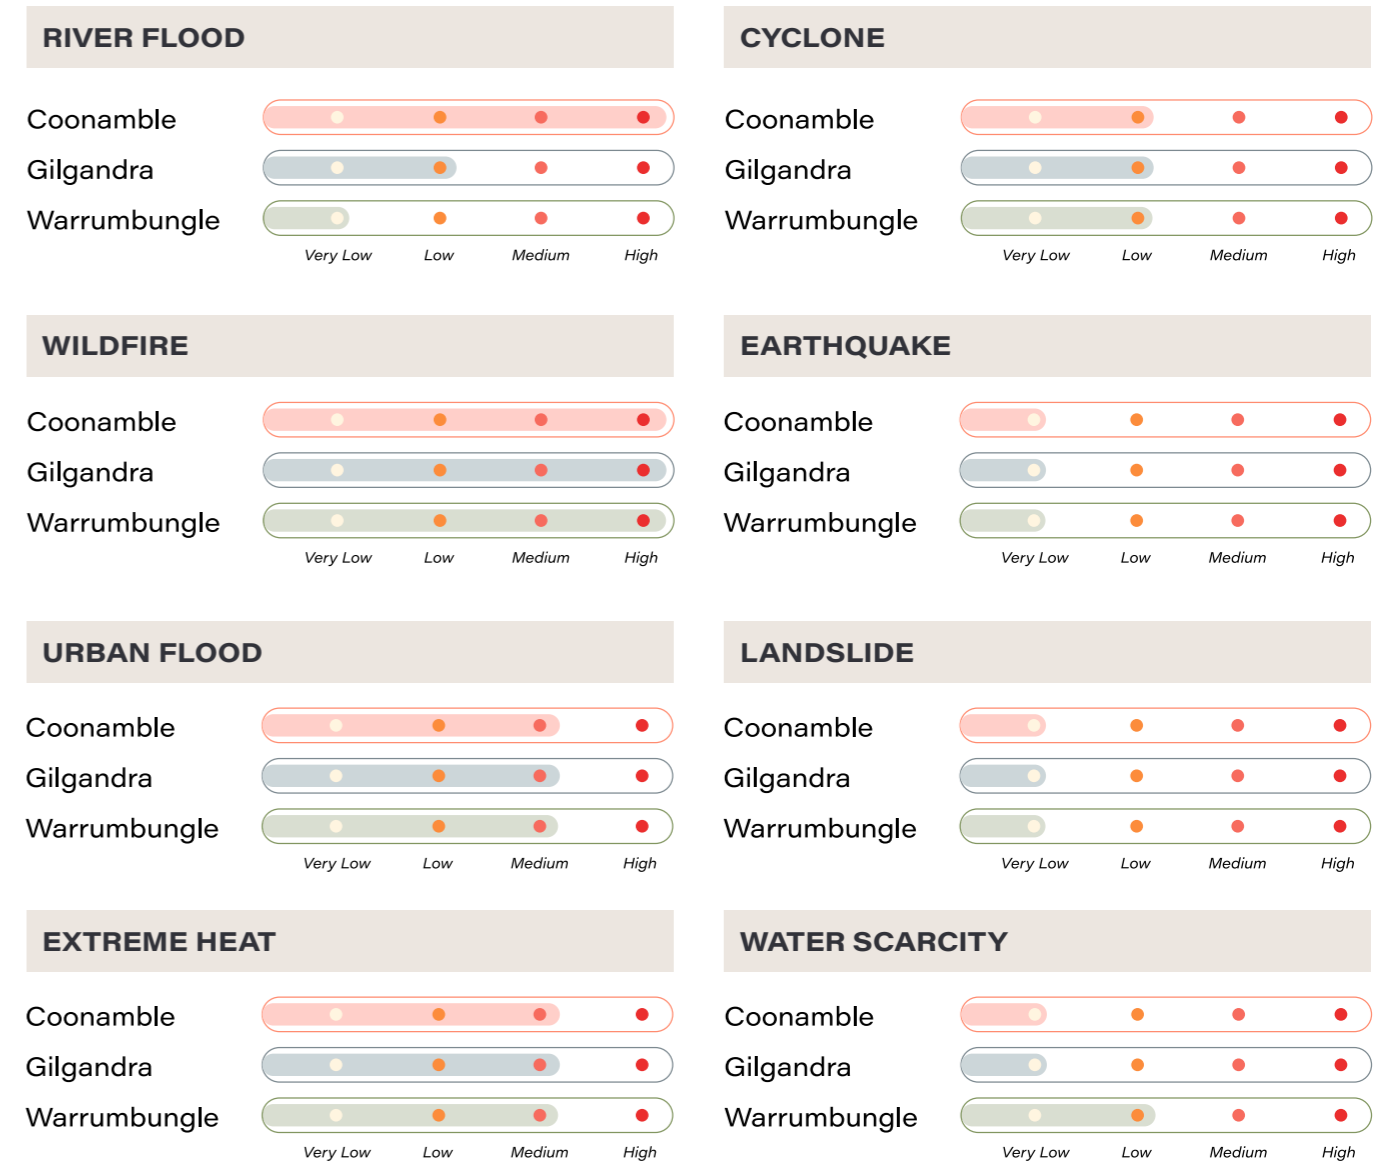 RIVER FLOOD
Coonamble
Gilgandra
Warrumbungle
Very Low Low Medium High
CYCLONE
Coonamble
Gilgandra
Warrumbungle
Very Low Low Medium High
WILDFIRE
Coonamble
Gilgandra
Warrumbungle
Very Low Low Medium High
EARTHQUAKE
Coonamble
Gilgandra
Warrumbungle
Very Low Low Medium High
URBAN FLOOD
Coonamble
Gilgandra
Warrumbungle
Very Low Low Medium High
LANDSLIDE
Coonamble
Gilgandra
Warrumbungle
Very Low Low Medium High
EXTREME HEAT
Coonamble
Gilgandra
Warrumbungle
Very Low Low Medium High
WATER SCARCITY
Coonamble
Gilgandra
Warrumbungle
Very Low Low Medium High